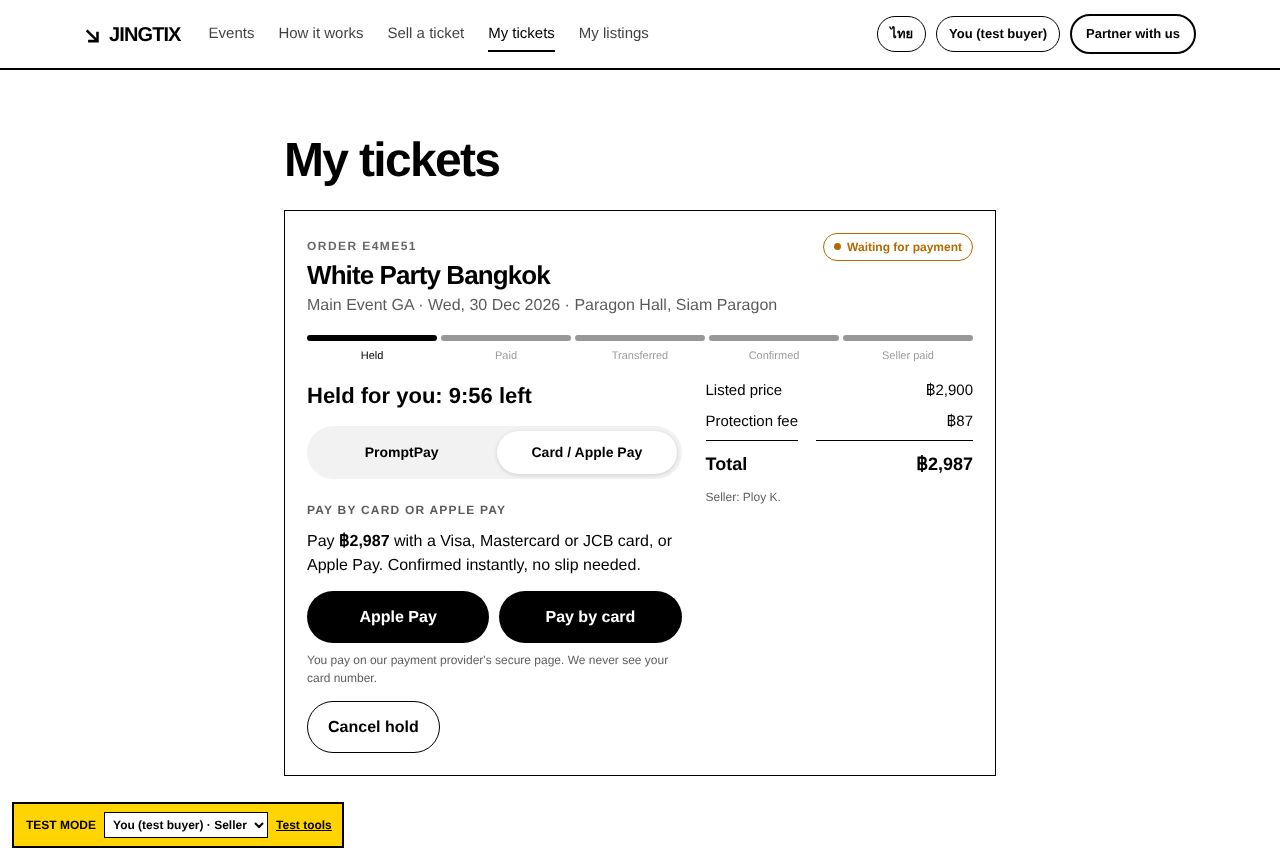 JINGTIX
Events
How it works
Sell a ticket
My tickets
My listings
ไทย
You (test buyer)
Partner with us
My tickets
ORDER E4ME51
Waiting for payment
White Party Bangkok
Main Event GA · Wed, 30 Dec 2026 · Paragon Hall, Siam Paragon
Held
Paid
Transferred
Confirmed
Seller paid
Held for you: 9:56 left
PromptPay
Card / Apple Pay
PAY BY CARD OR APPLE PAY
Pay ฿2,987 with a Visa, Mastercard or JCB card, or
Apple Pay. Confirmed instantly, no slip needed.
Apple Pay
Pay by card
You pay on our payment provider's secure page. We never see your
card number.
Cancel hold
Listed price ฿2,900
Protection fee ฿87
Total ฿2,987
Seller: Ploy K.
TEST MODE
You (test buyer) · Seller
Test tools